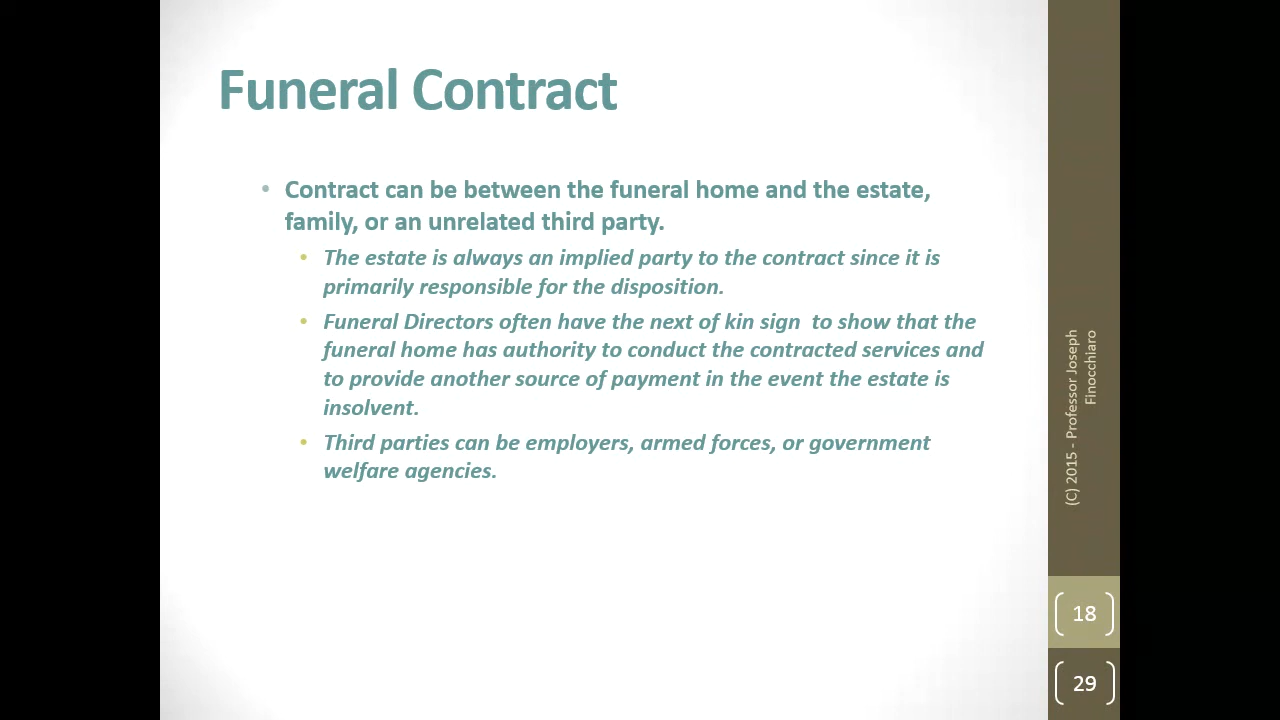 Funeral Contract
• Contract can be between the funeral home and the estate,
family, or an unrelated third party.
• The estate is always an implied party to the contract since it is
primarily responsible for the disposition.
• Funeral Directors often have the next of kin sign  to show that the
funeral home has authority to conduct the contracted services and
to provide another source of payment in the event the estate is
insolvent.
• Third parties can be employers, armed forces, or government
welfare agencies.
(C) 2015 - Professor Joseph
Finocchiaro
18
29